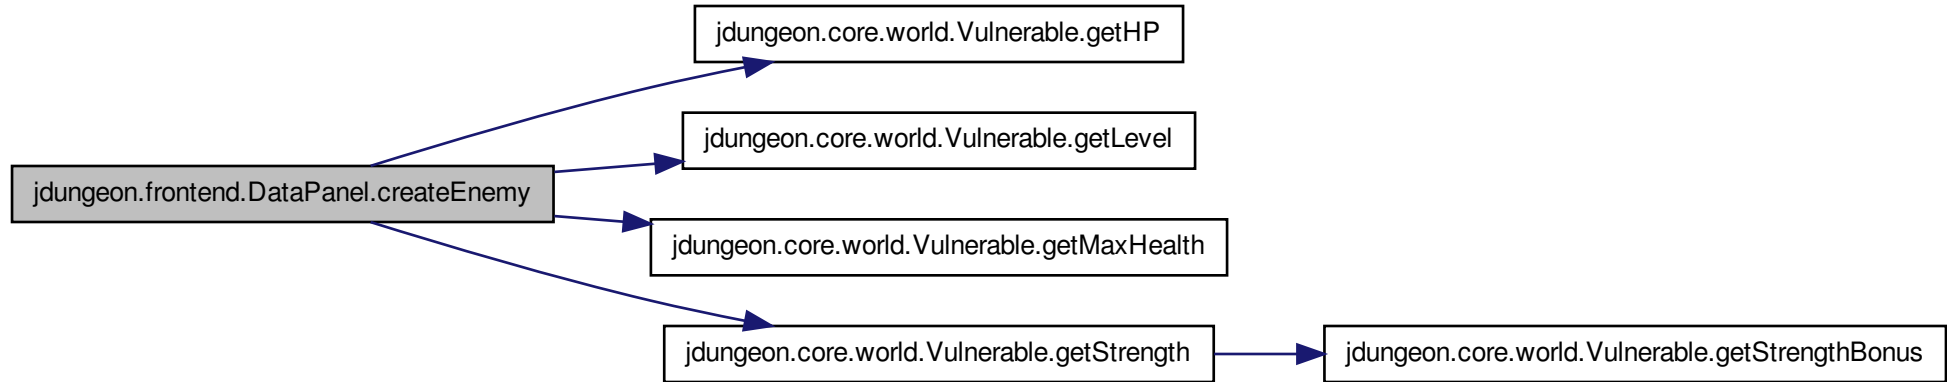 jdungeon.core.world.Vulnerable.getHP
jdungeon.core.world.Vulnerable.getLevel
jdungeon.frontend.DataPanel.createEnemy
jdungeon.core.world.Vulnerable.getMaxHealth
jdungeon.core.world.Vulnerable.getStrength
jdungeon.core.world.Vulnerable.getStrengthBonus